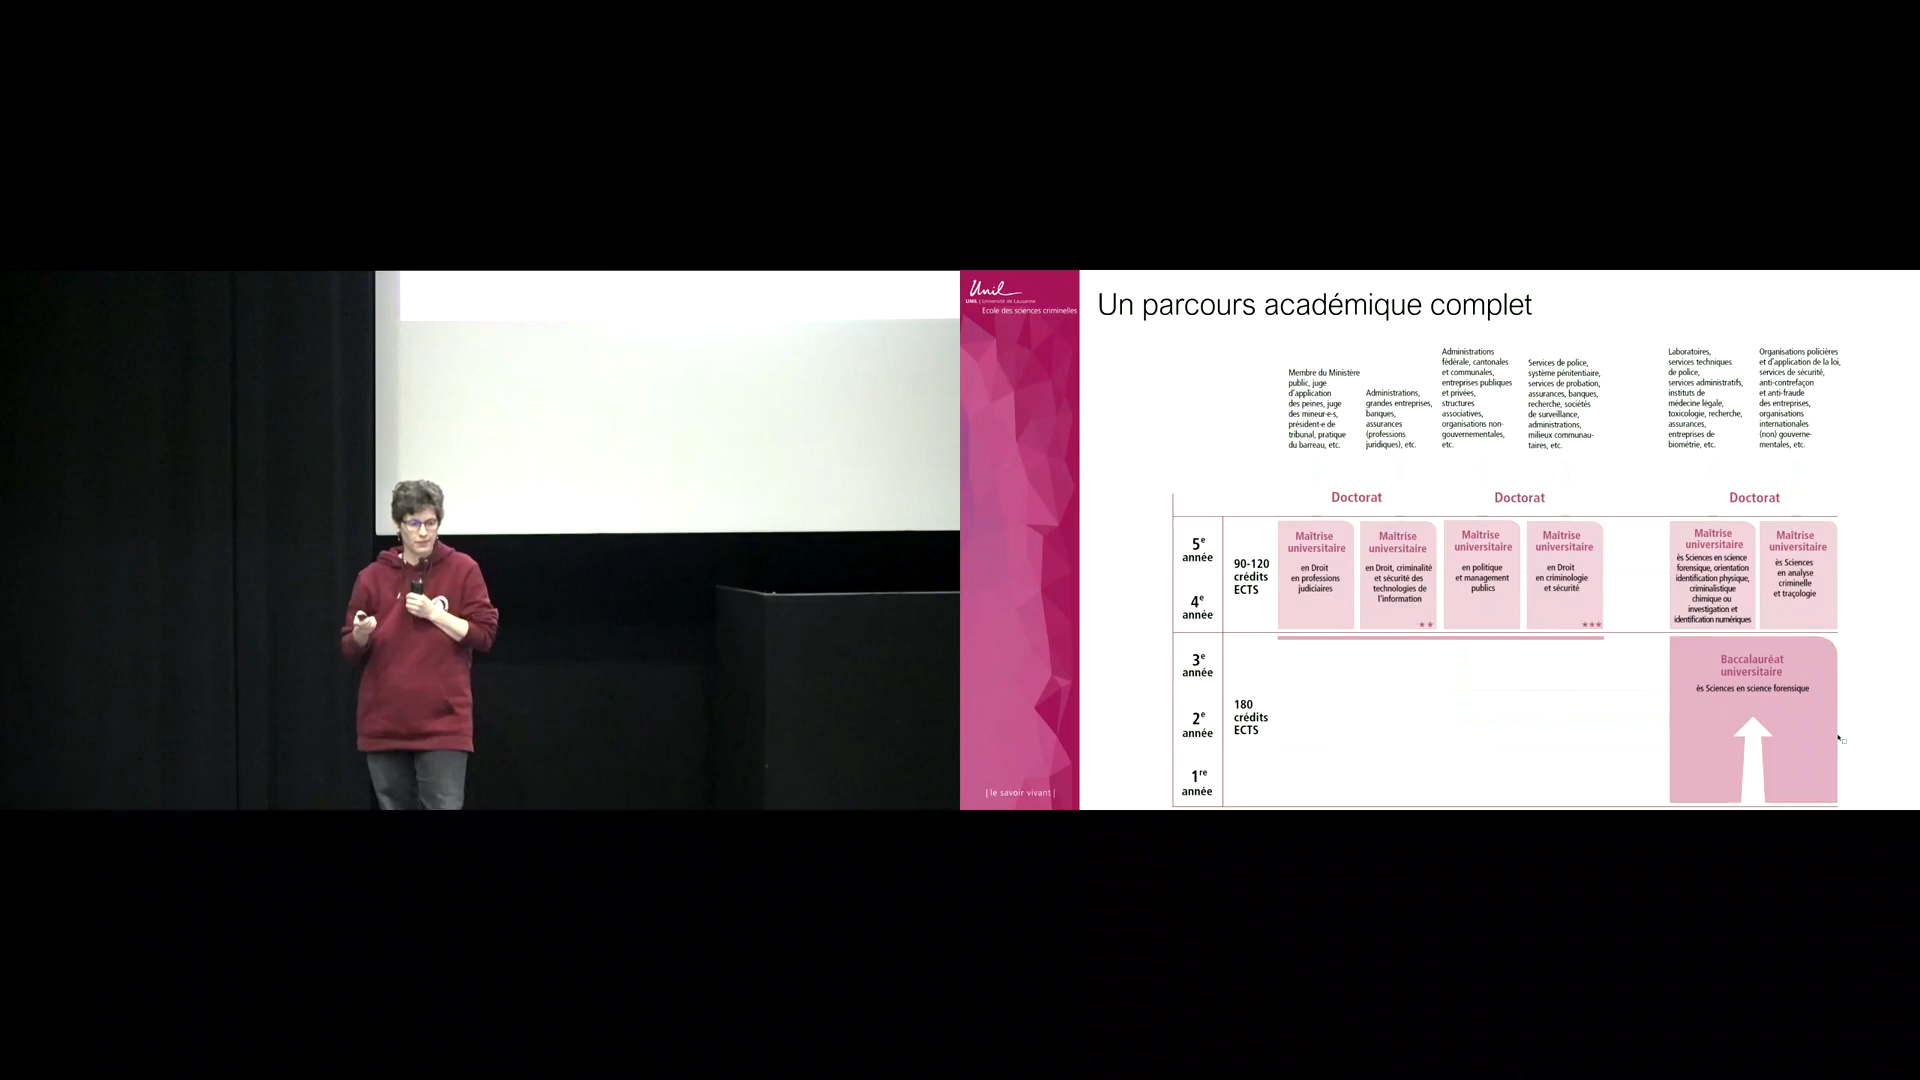 Unil
UNIL | Université de Lausanne
Ecole des sciences criminelles
Un parcours académique complet
Membre du Ministère
public, juge
d'application
des peines, juge
des mineur·e·s,
président·e de
tribunal, pratique
du barreau, etc.
Administrations,
grandes entreprises,
banques,
assurances
(professions
juridiques), etc.
Administrations
fédérale, cantonales
et communales,
entreprises publiques
et privées,
structures
associatives,
organisations non-
gouvernementales,
etc.
Services de police,
système pénitentiaire,
services de probation,
assurances, banques,
recherche, sociétés
de surveillance,
administrations,
milieux communau-
taires, etc.
Laboratoires,
services techniques
de police,
services administratifs,
instituts de
médecine légale,
toxicologie, recherche,
assurances,
entreprises de
biométrie, etc.
Organisations policières
et d'application de la loi,
services de sécurité,
anti-contrefaçon
et anti-fraude
des entreprises,
organisations
internationales
(non) gouverne-
mentales, etc.
Doctorat
Doctorat
Doctorat
5e
année
4e
année
90-120
crédits
ECTS
Maîtrise
universitaire
en Droit
en professions
judiciaires
Maîtrise
universitaire
en Droit, criminalité
et sécurité des
technologies de
l'information
**
Maîtrise
universitaire
en politique
et management
publics
Maîtrise
universitaire
en Droit
en criminologie
et sécurité
***
Maîtrise
universitaire
ès Sciences en science
forensique, orientation
identification physique,
criminalistique
chimique ou
investigation et
identification numériques
Maîtrise
universitaire
ès Sciences
en analyse
criminelle
et traçologie
3e
année
2e
année
1re
année
180
crédits
ECTS
Baccalauréat
universitaire
ès Sciences en science forensique
| le savoir vivant |